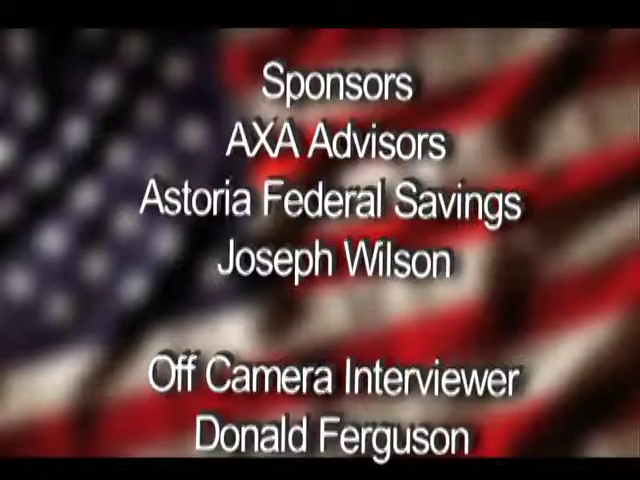 Sponsors
AXA Advisors
Astoria Federal Savings
Joseph Wilson
Off Camera Interviewer
Donald Ferguson